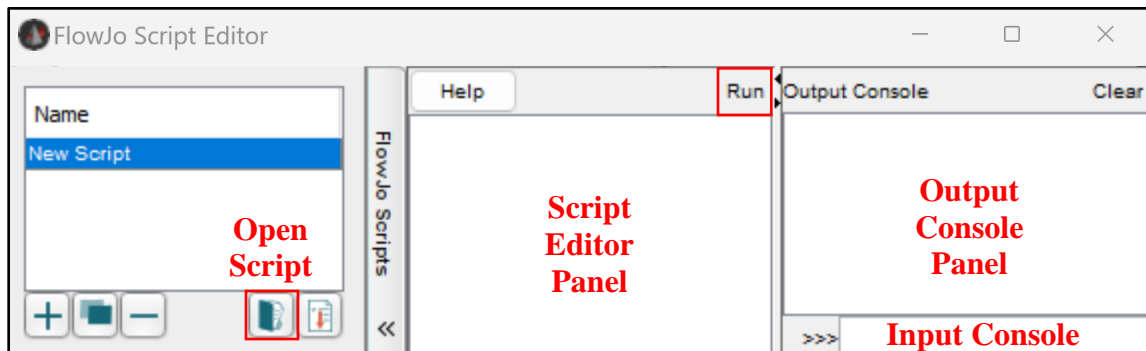 FlowJo Script Editor
Name
New Script
Open
Script
FlowJo Scripts
Help
Run
Script
Editor
Panel
Output Console
Clear
Output
Console
Panel
>>>
Input Console